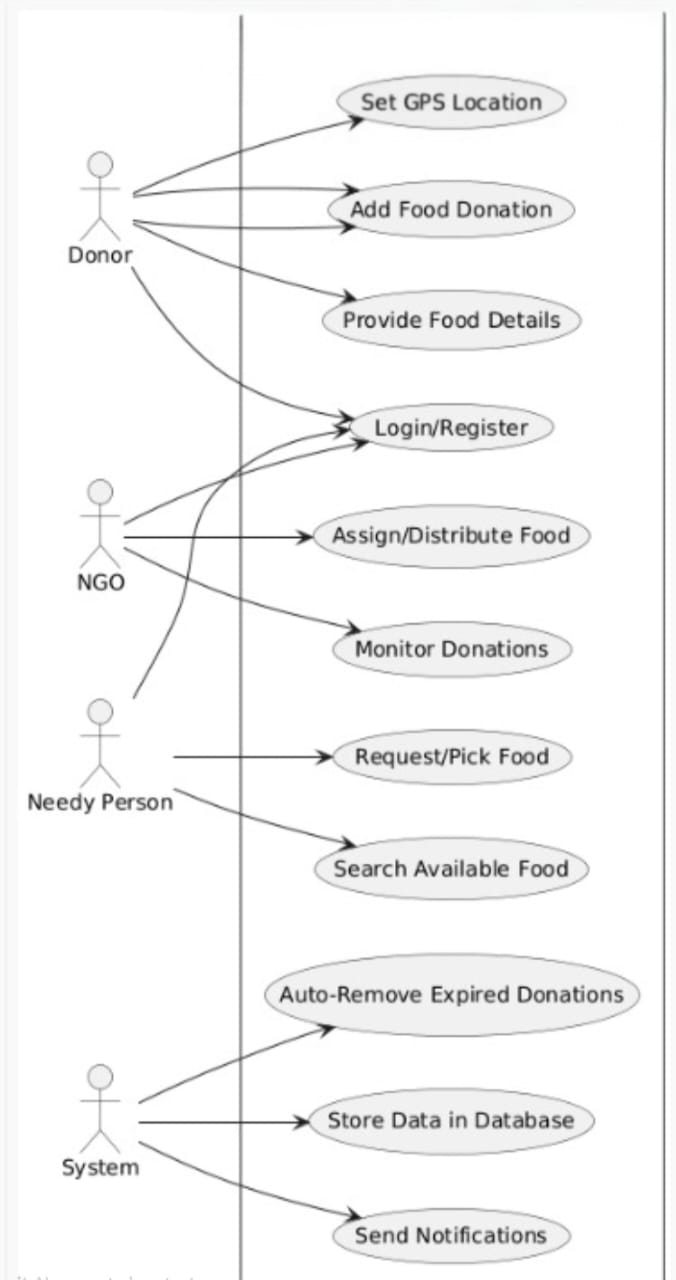 Set GPS Location
Add Food Donation
Donor
Provide Food Details
Login/Register
Assign/Distribute Food
NGO
Monitor Donations
Request/Pick Food
Needy Person
Search Available Food
Auto-Remove Expired Donations
Store Data in Database
System
Send Notifications